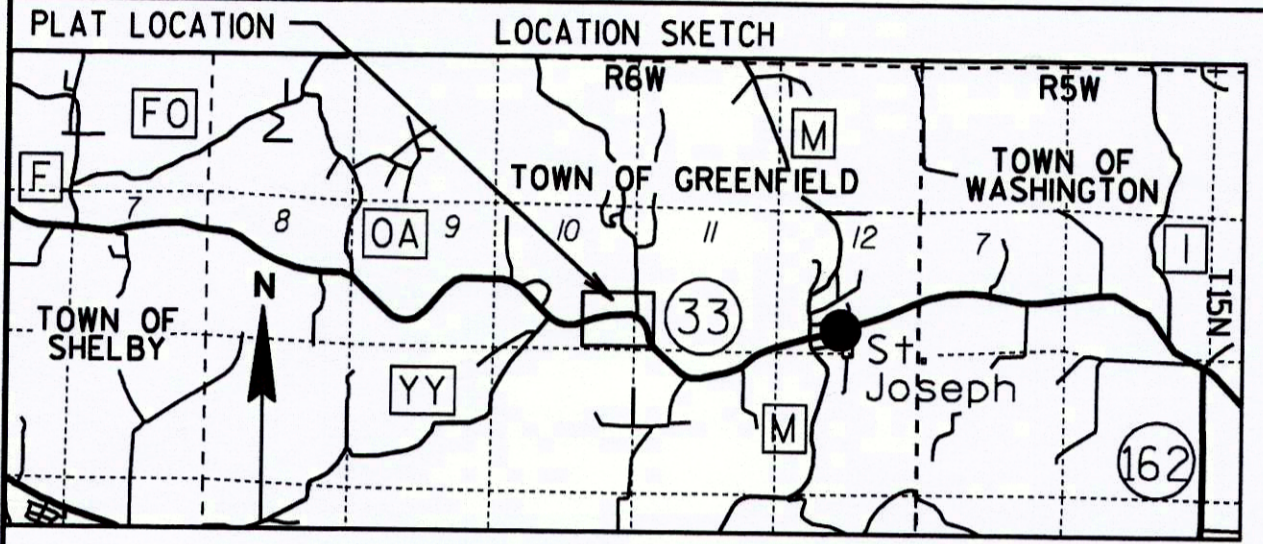 PLAT LOCATION
LOCATION SKETCH
R6W
R5W
FO
M
F
TOWN OF GREENFIELD
TOWN OF
WASHINGTON
7
8
OA
9
10
11
12
7
I
N
33
T15N
TOWN OF
SHELBY
St.
Joseph
YY
M
162